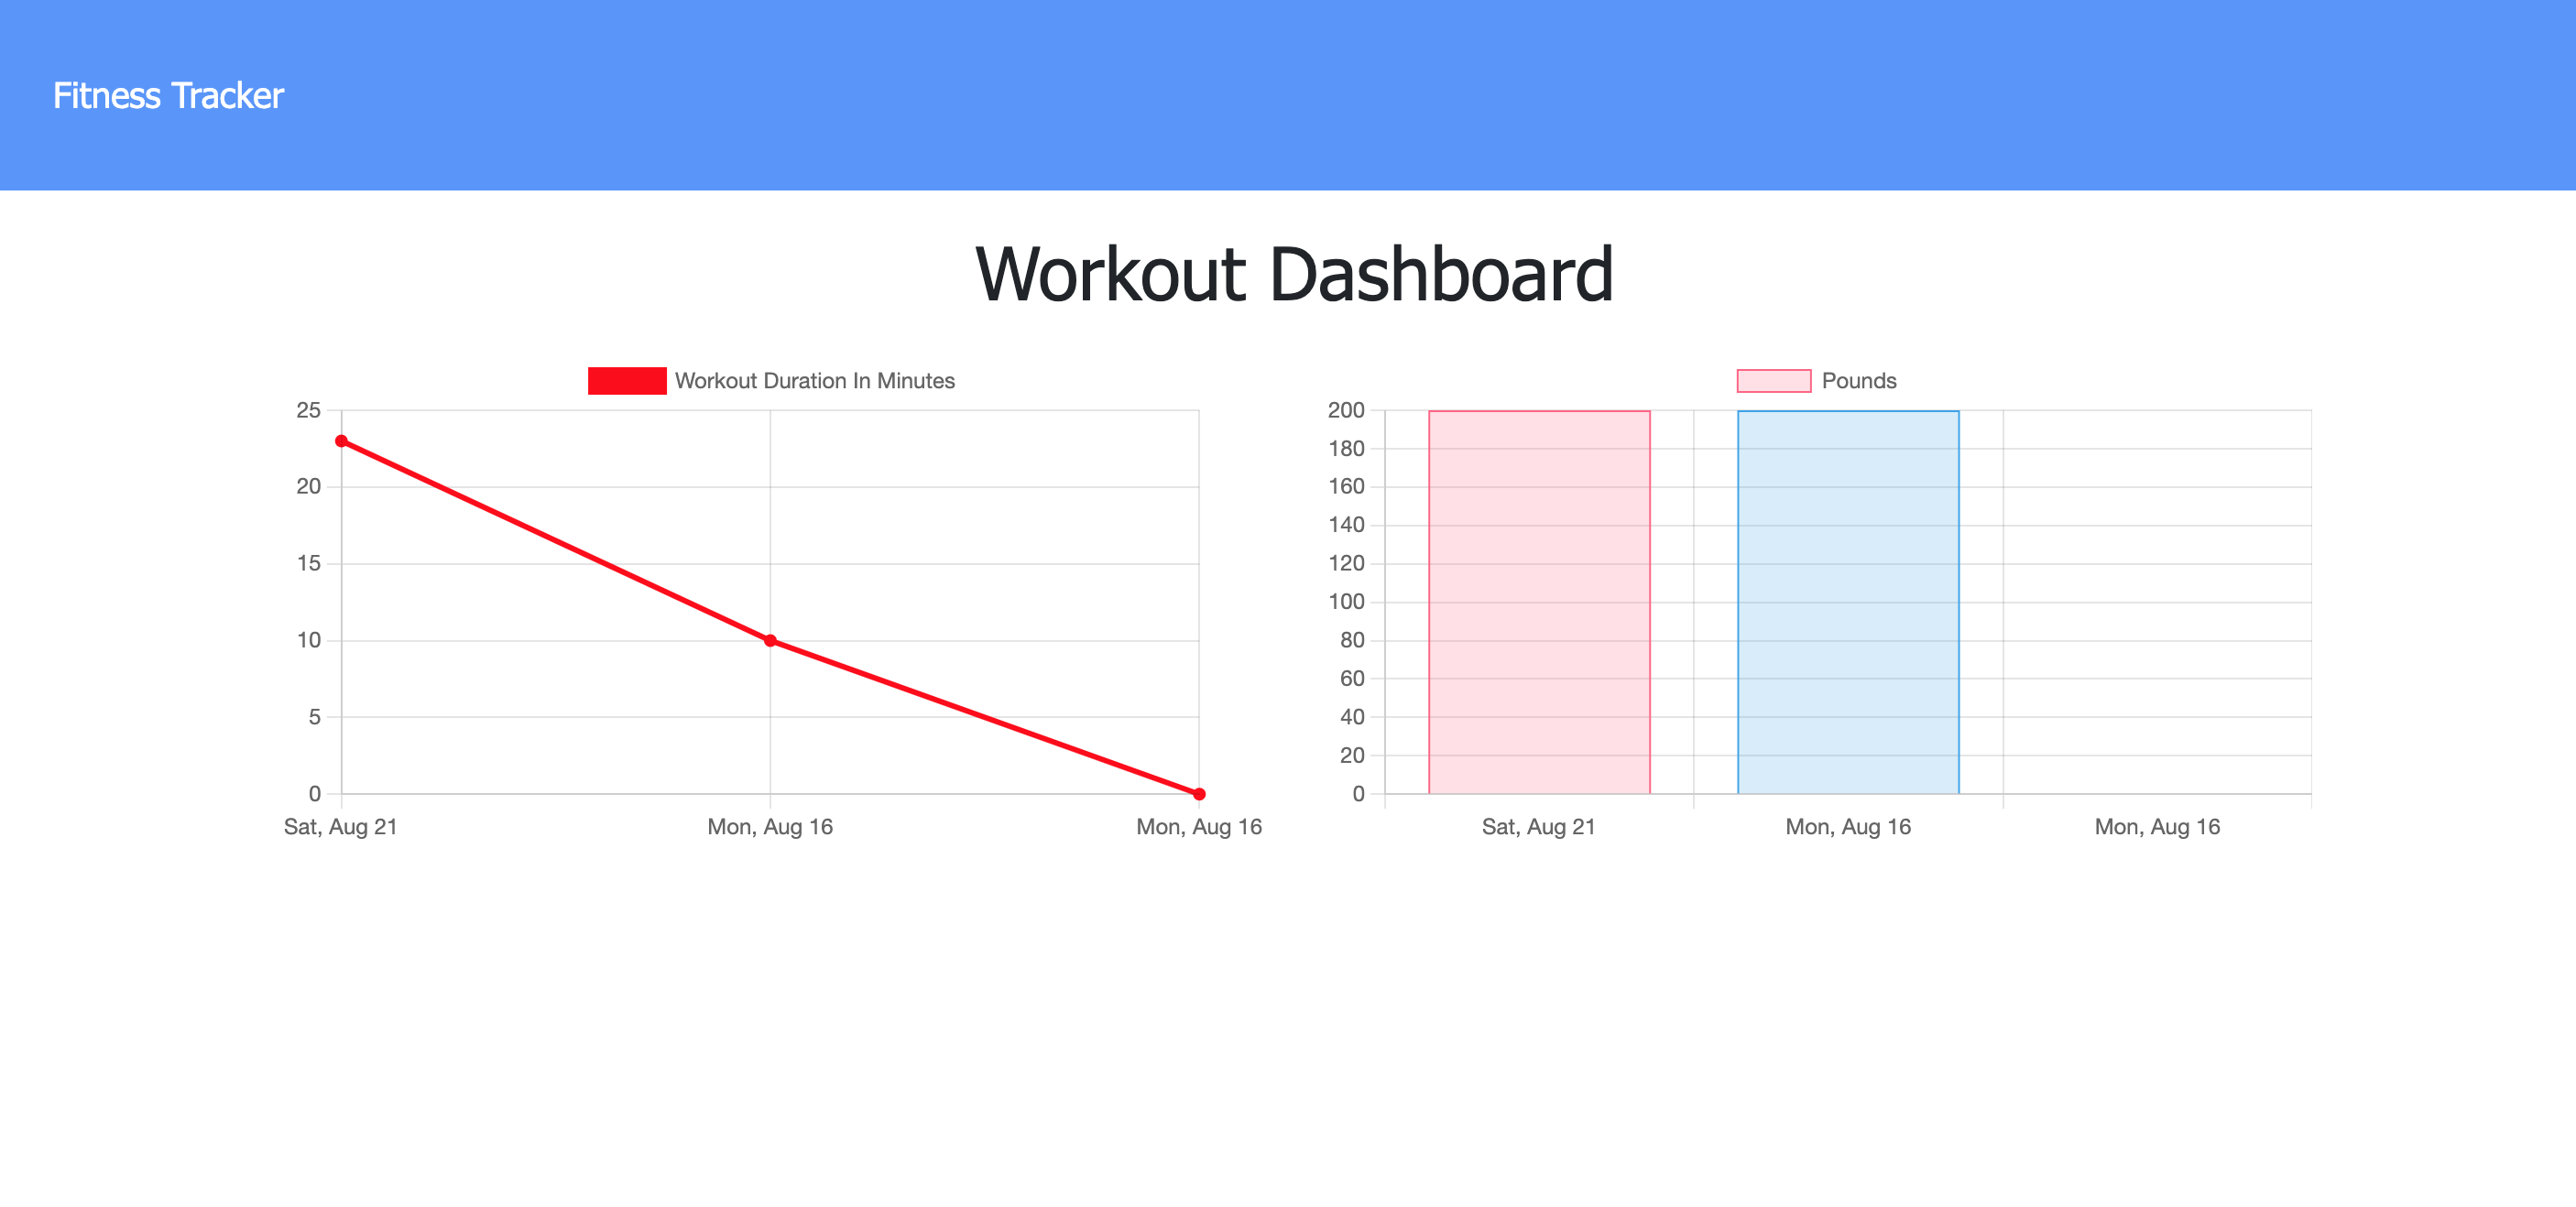 Fitness Tracker
Workout Dashboard
Workout Duration In Minutes
25
20
15
10
5
0
Sat, Aug 21 Mon, Aug 16 Mon, Aug 16
Pounds
200
180
160
140
120
100
80
60
40
20
0
Sat, Aug 21 Mon, Aug 16 Mon, Aug 16